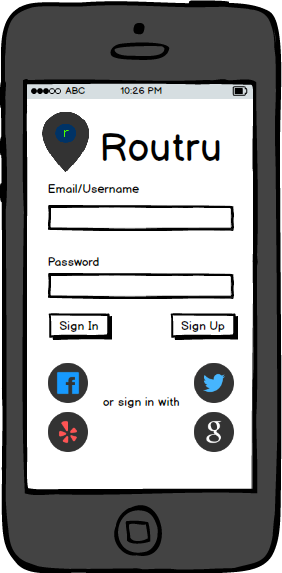 ABC 10:26 PM
r
Routru
Email/Username
Password
Sign In Sign Up
f
or sign in with
g